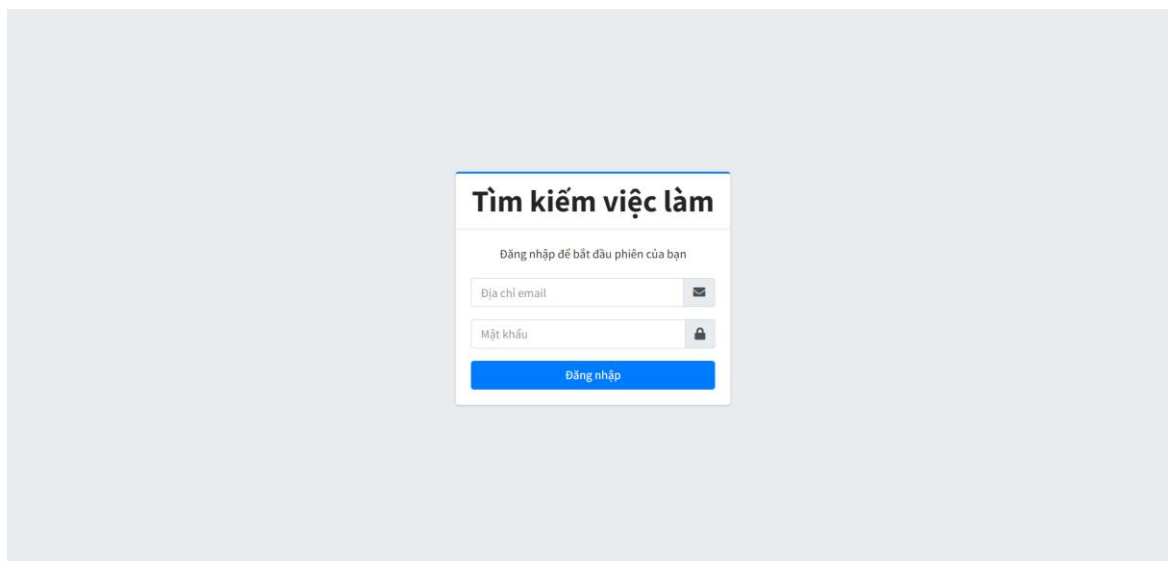 Tìm kiếm việc làm
Đăng nhập để bắt đầu phiên của bạn
Địa chỉ email
Mật khẩu
Đăng nhập